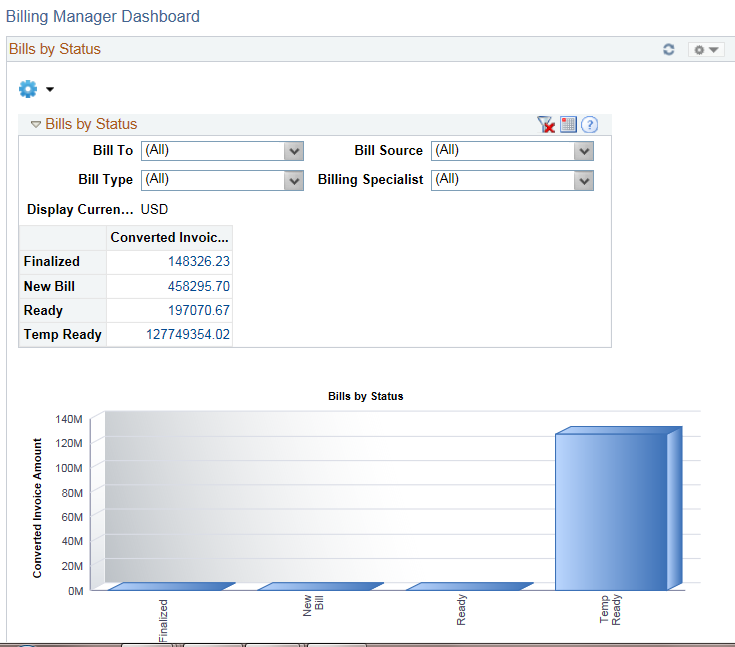 Billing Manager Dashboard
Bills by Status
Bills by Status
Bill To (All) Bill Source (All)
Bill Type (All) Billing Specialist (All)
Display Curren... USD
Converted Invoic...
Finalized 148326.23
New Bill 458295.70
Ready 197070.67
Temp Ready 127749354.02
Bills by Status
Converted Invoice Amount
140M
120M
100M
80M
60M
40M
20M
0M
Finalized
New
Bill
Ready
Temp
Ready